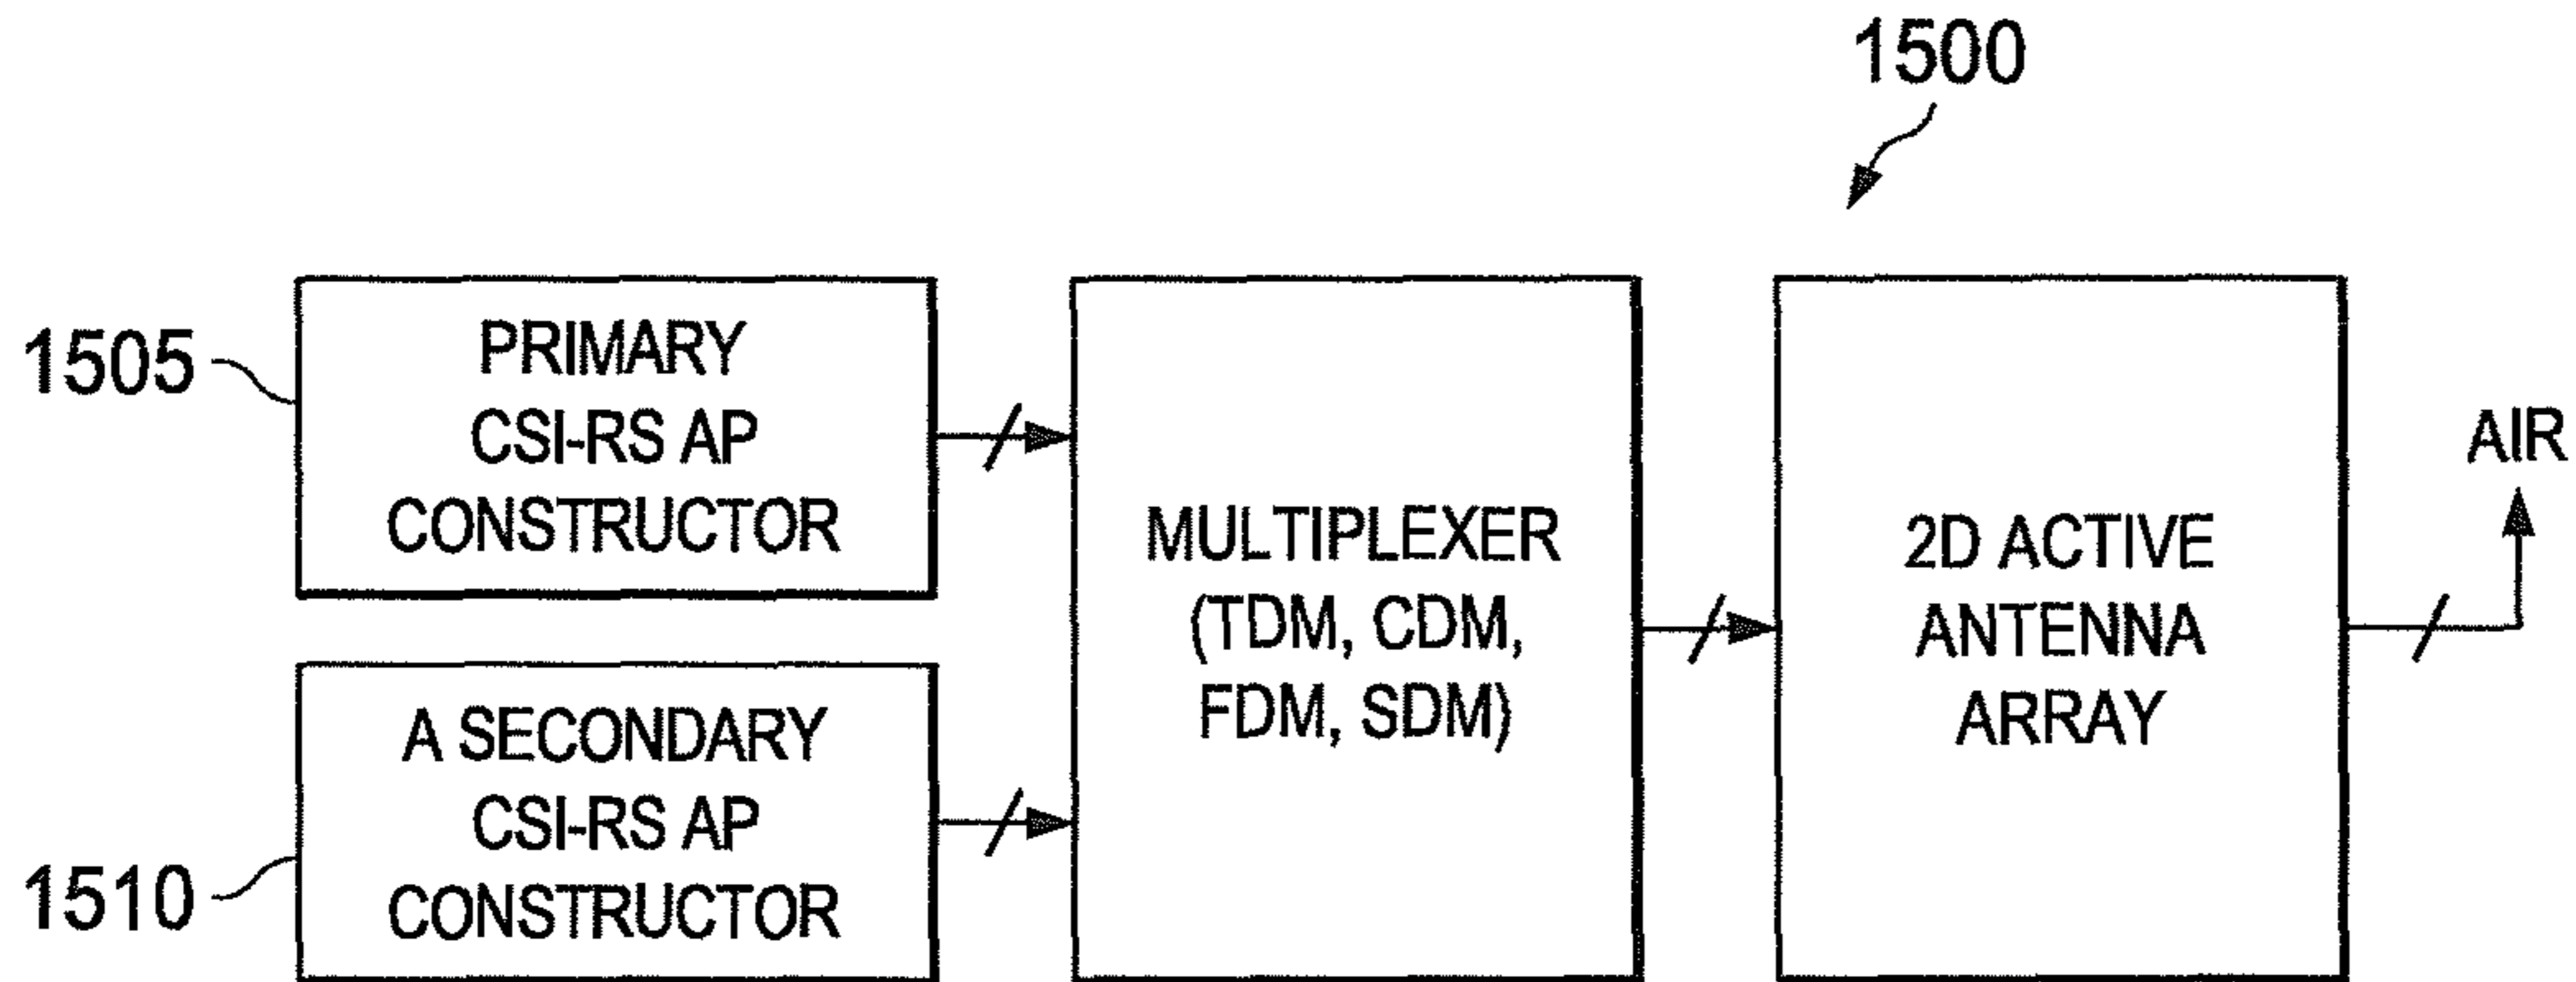 1500
1505
PRIMARY
CSI-RS AP
CONSTRUCTOR
1510
A SECONDARY
CSI-RS AP
CONSTRUCTOR
MULTIPLEXER
(TDM, CDM,
FDM, SDM)
2D ACTIVE
ANTENNA
ARRAY
AIR